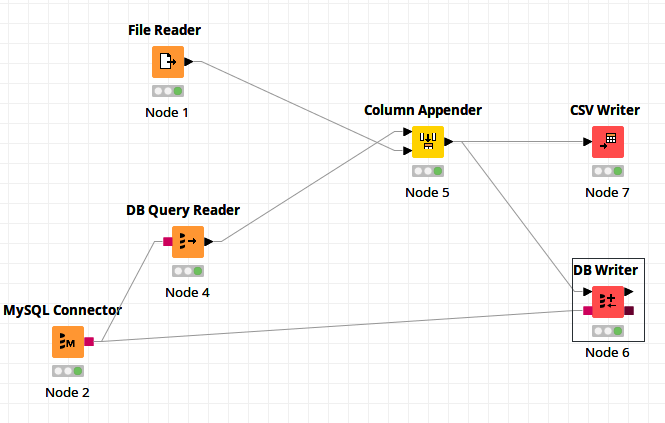 File Reader
Node 1
Column Appender
Node 5
CSV Writer
Node 7
DB Query Reader
Node 4
MySQL Connector
M
Node 2
DB Writer
Node 6